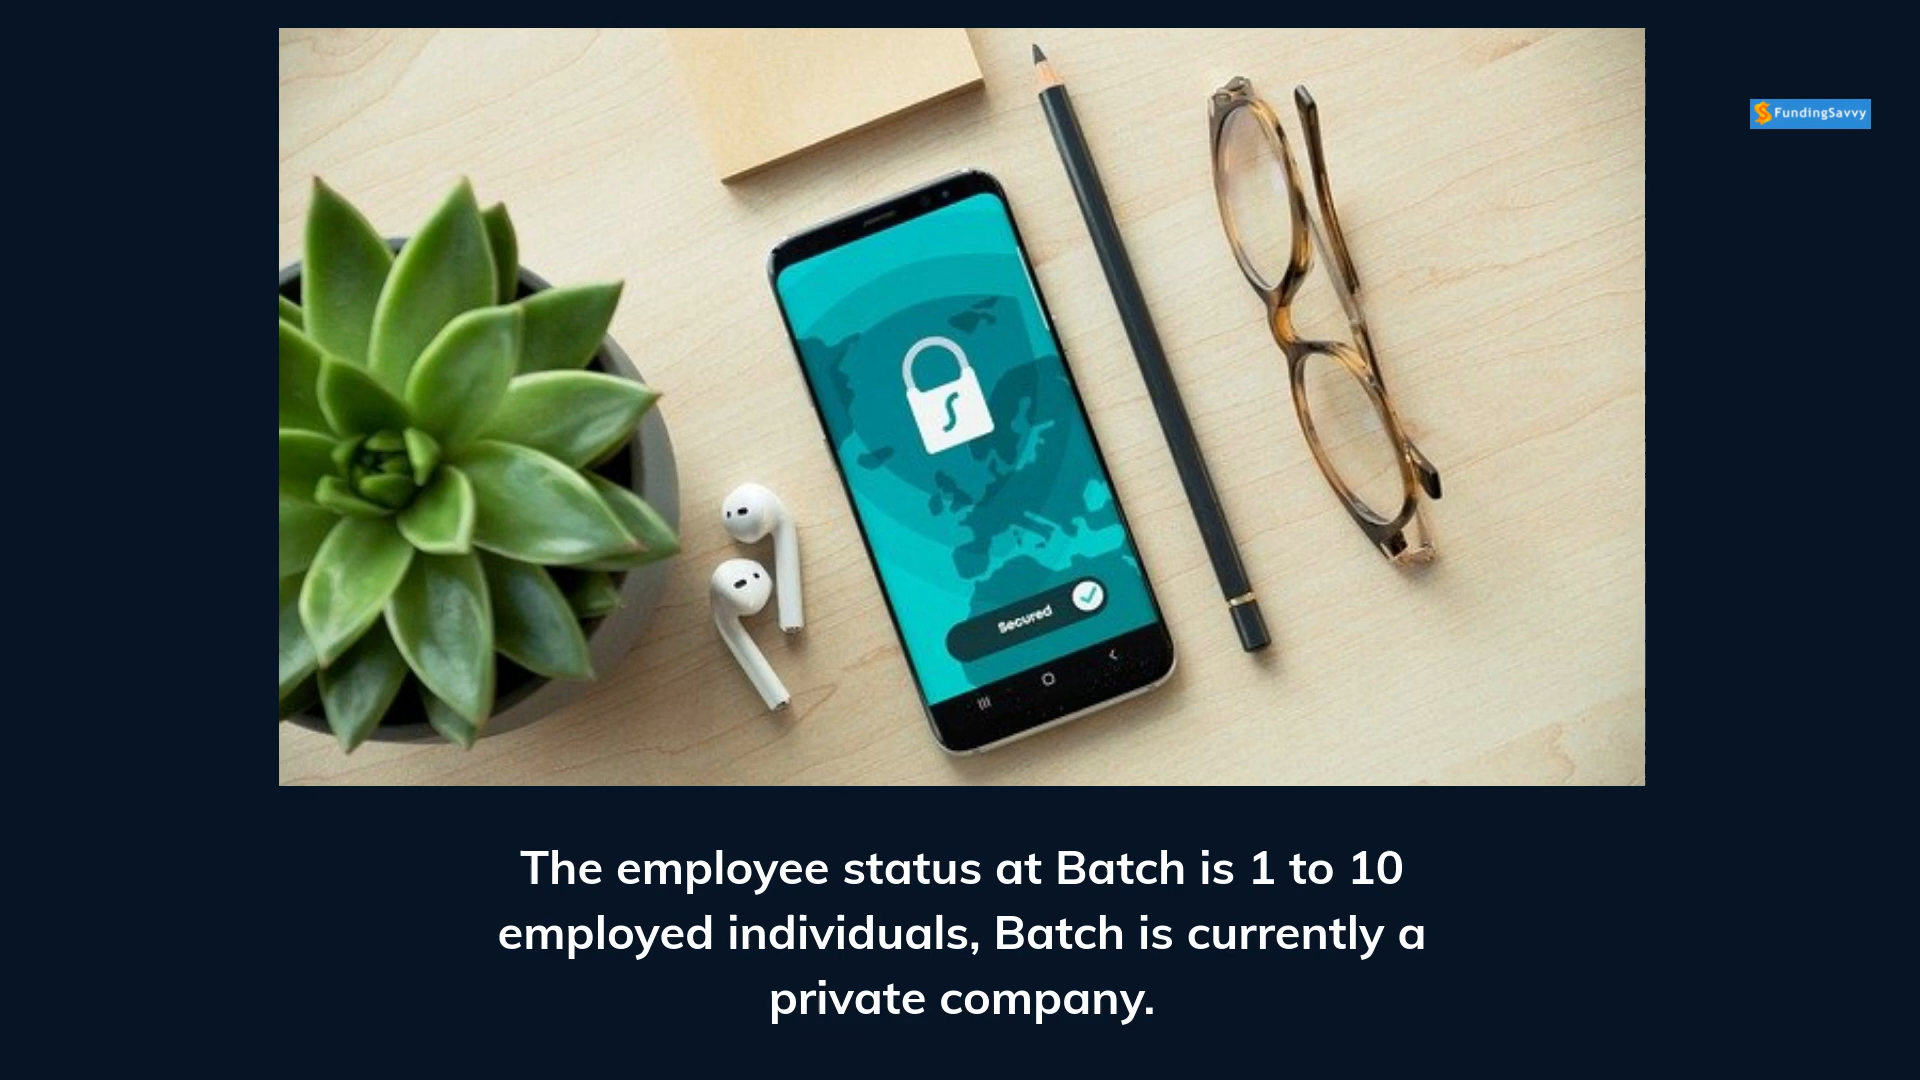 FundingSavvy
Secured
The employee status at Batch is 1 to 10
employed individuals, Batch is currently a
private company.